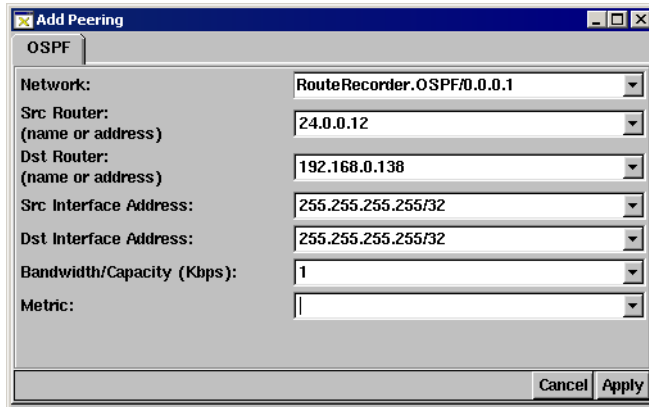 Add Peering
OSPF
Network: RouteRecorder.OSPF/0.0.0.1
Src Router:
(name or address) 24.0.0.12
Dst Router:
(name or address) 192.168.0.138
Src Interface Address: 255.255.255.255/32
Dst Interface Address: 255.255.255.255/32
Bandwidth/Capacity (Kbps): 1
Metric:
Cancel Apply